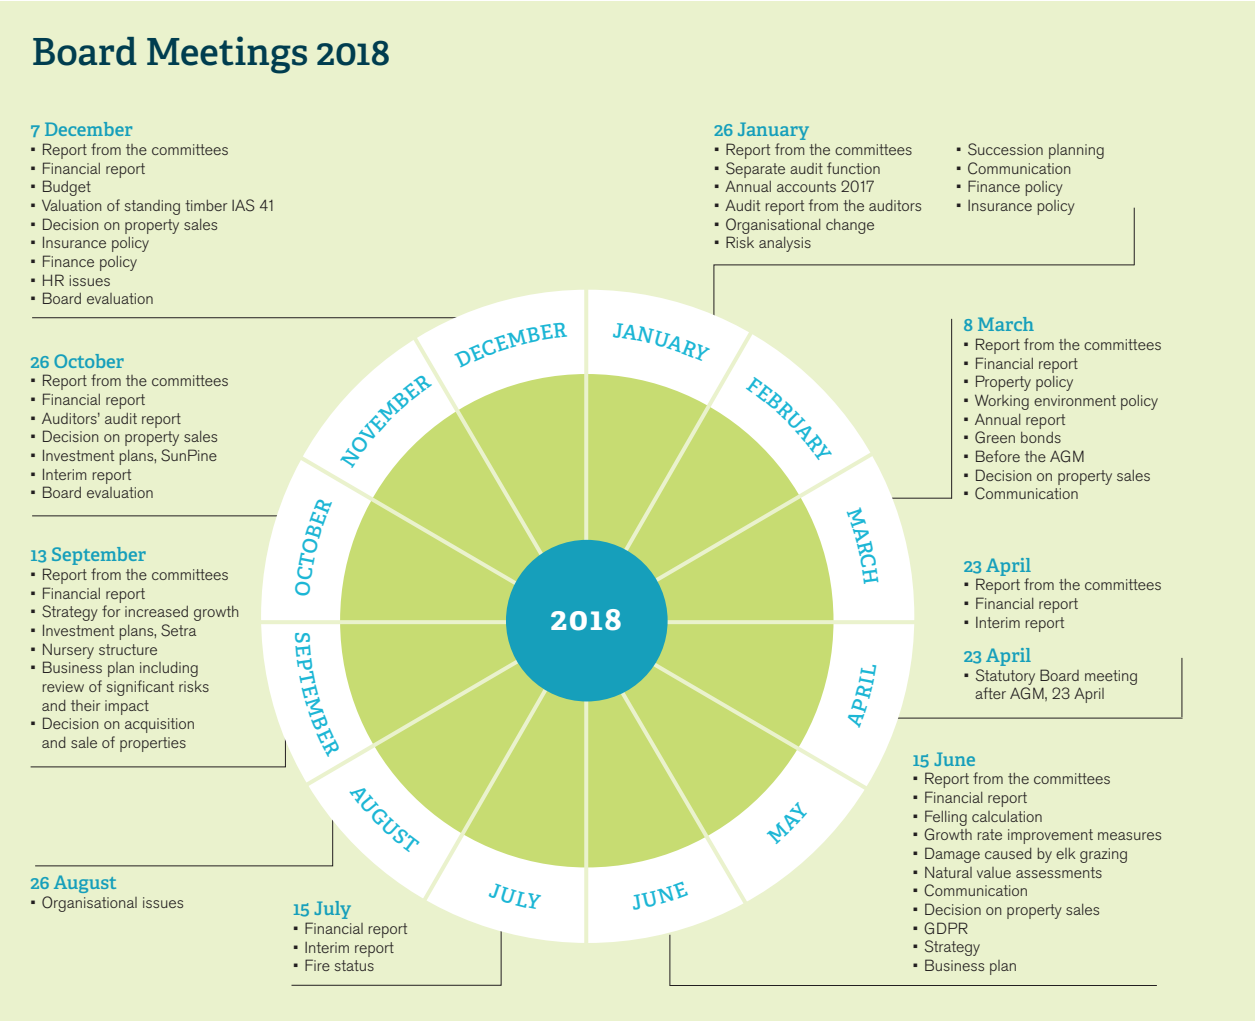 Board Meetings 2018
7 December
▪ Report from the committees
▪ Financial report
▪ Budget
▪ Valuation of standing timber IAS 41
▪ Decision on property sales
▪ Insurance policy
▪ Finance policy
▪ HR issues
▪ Board evaluation
26 October
▪ Report from the committees
▪ Financial report
▪ Auditors' audit report
▪ Decision on property sales
▪ Investment plans, SunPine
▪ Interim report
▪ Board evaluation
13 September
▪ Report from the committees
▪ Financial report
▪ Strategy for increased growth
▪ Investment plans, Setra
▪ Nursery structure
▪ Business plan including
review of significant risks
and their impact
▪ Decision on acquisition
and sale of properties
26 August
▪ Organisational issues
15 July
▪ Financial report
▪ Interim report
▪ Fire status
26 January
▪ Report from the committees
▪ Separate audit function
▪ Annual accounts 2017
▪ Audit report from the auditors
▪ Organisational change
▪ Risk analysis
▪ Succession planning
▪ Communication
▪ Finance policy
▪ Insurance policy
8 March
▪ Report from the committees
▪ Financial report
▪ Property policy
▪ Working environment policy
▪ Annual report
▪ Green bonds
▪ Before the AGM
▪ Decision on property sales
▪ Communication
23 April
▪ Report from the committees
▪ Financial report
▪ Interim report
23 April
▪ Statutory Board meeting
after AGM, 23 April
15 June
▪ Report from the committees
▪ Financial report
▪ Felling calculation
▪ Growth rate improvement measures
▪ Damage caused by elk grazing
▪ Natural value assessments
▪ Communication
▪ Decision on property sales
▪ GDPR
▪ Strategy
▪ Business plan
JANUARY
FEBRUARY
MARCH
APRIL
MAY
JUNE
JULY
AUGUST
SEPTEMBER
OCTOBER
NOVEMBER
DECEMBER
2018